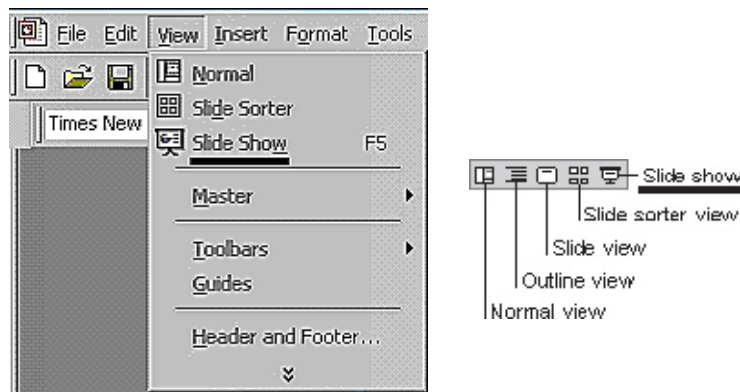 File Edit View Insert Format Tools
Normal
Slide Sorter
Times New
Slide Show F5
Master
Toolbars
Guides
Header and Footer...
Slide show
Slide sorter view
Slide view
Outline view
Normal view